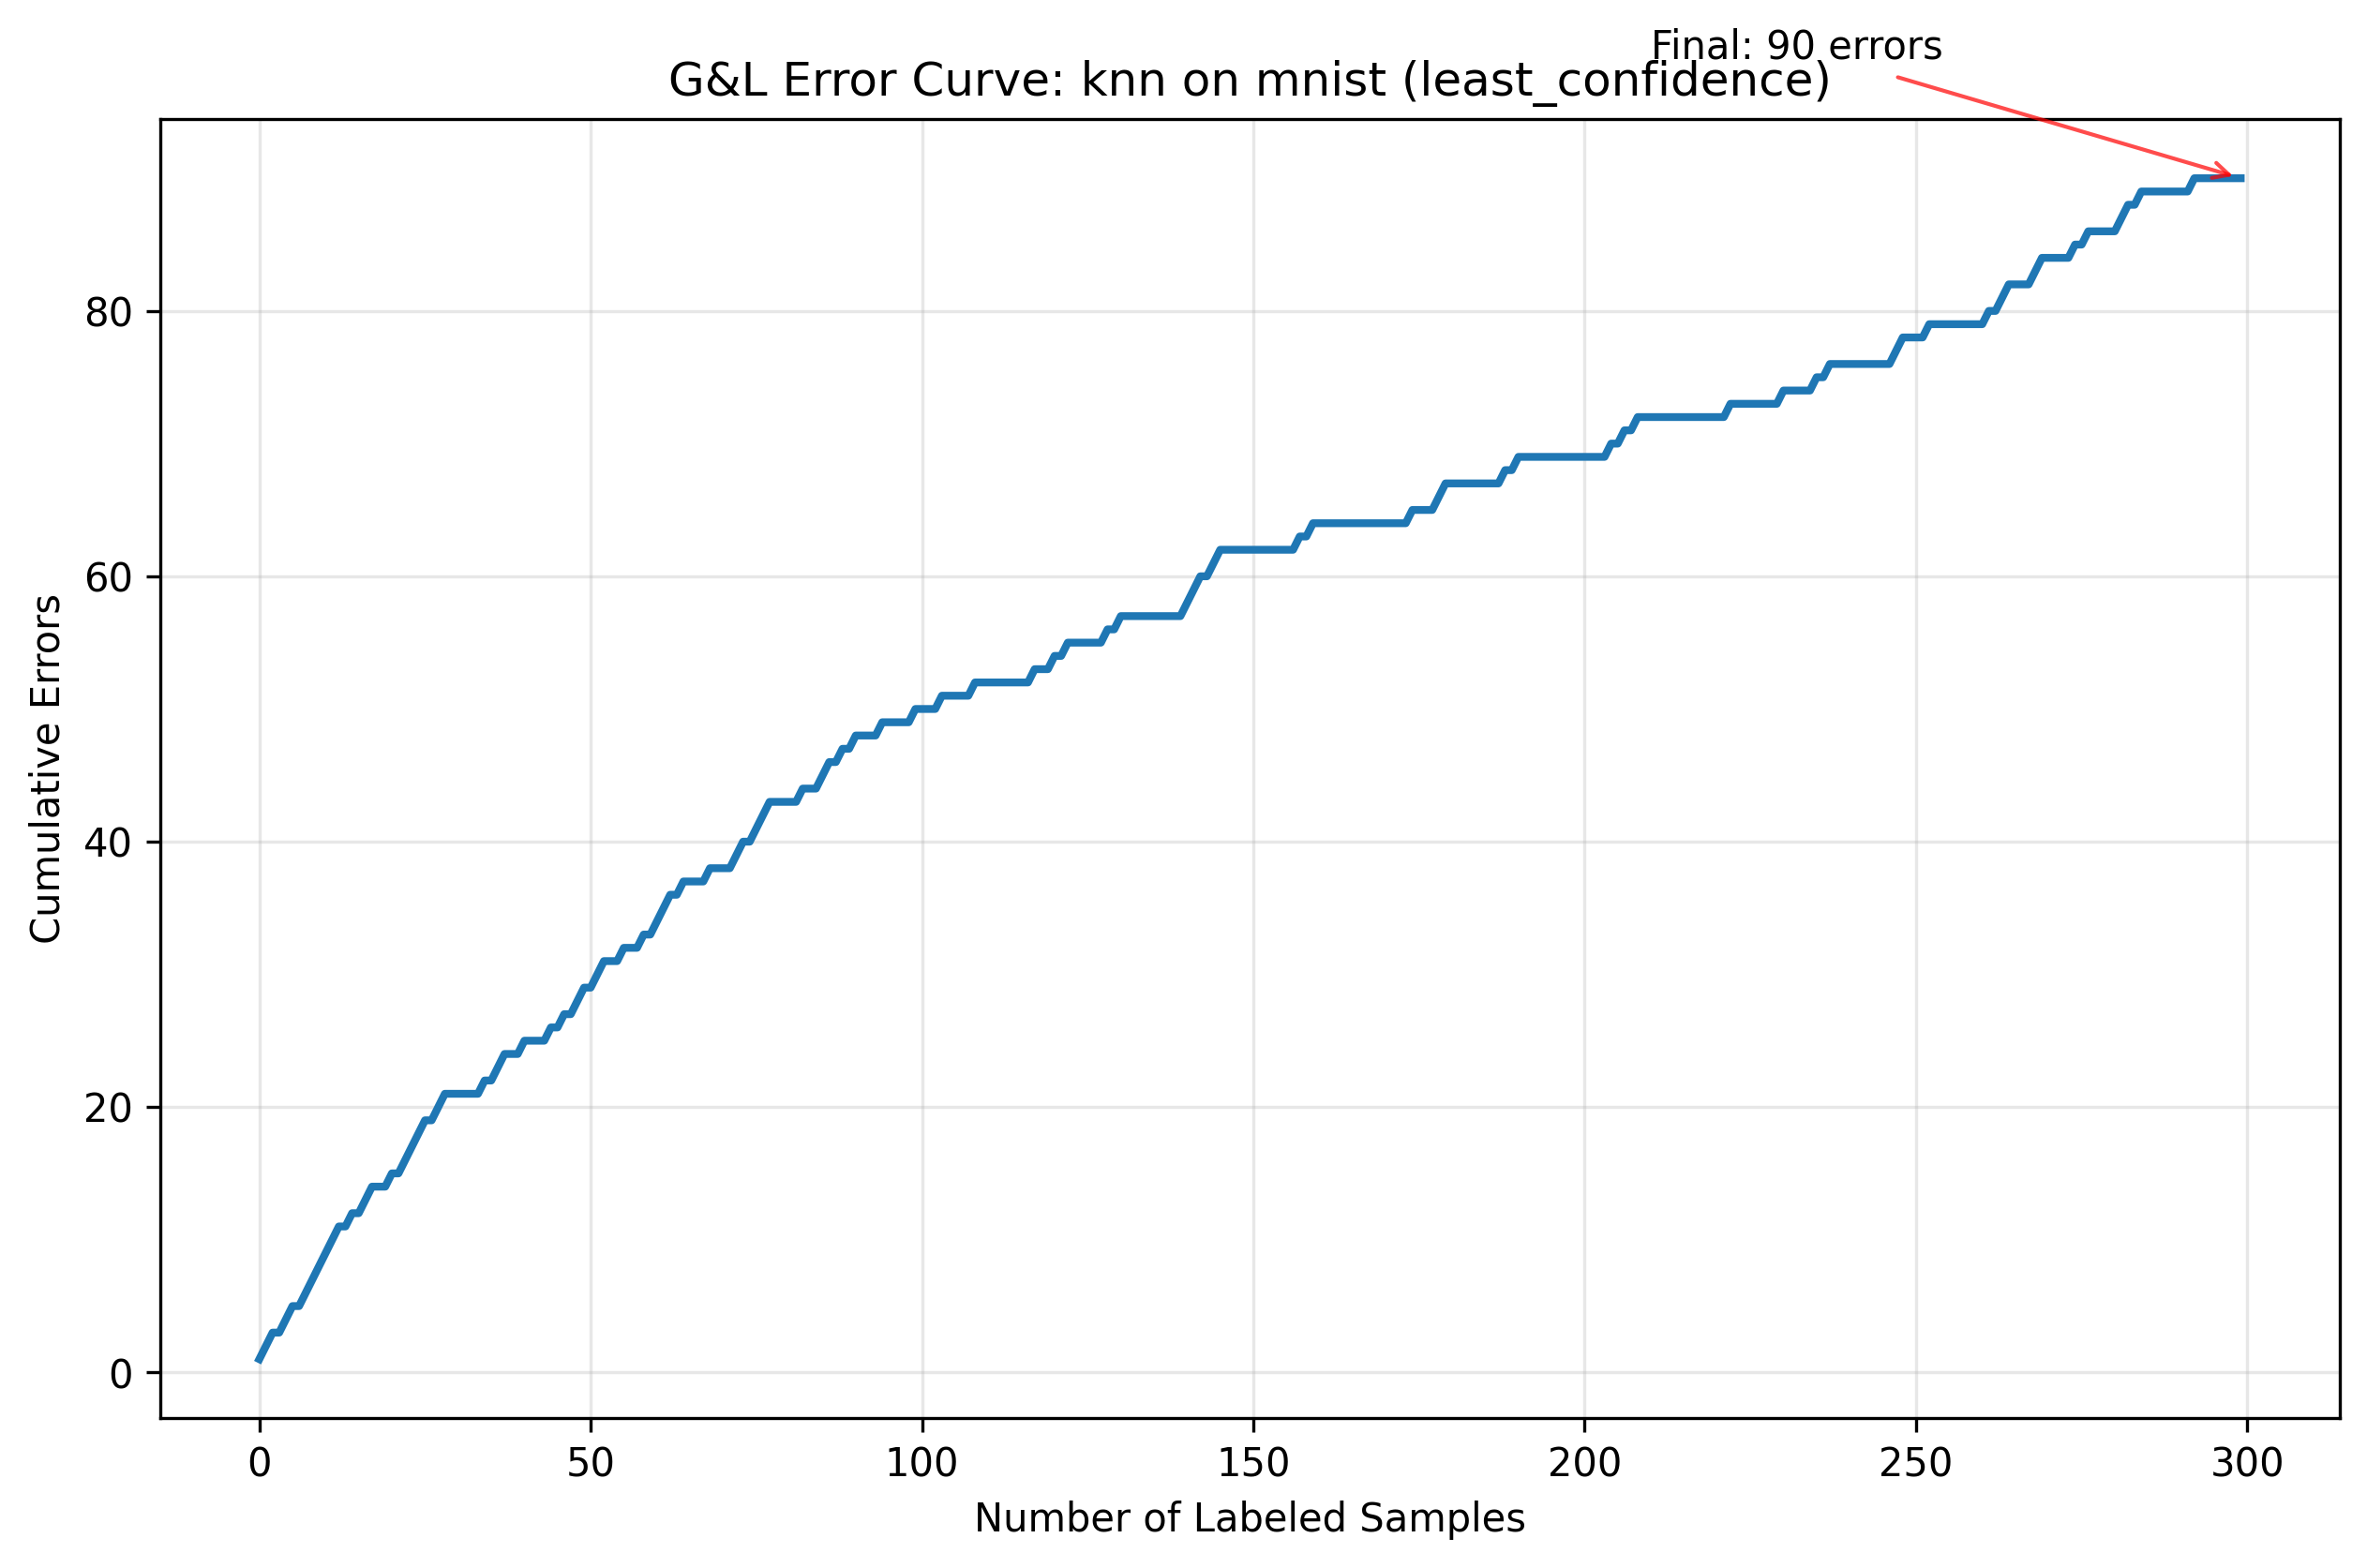 Final: 90 errors
G&L Error Curve: knn on mnist (least_confidence)
Cumulative Errors
80
60
40
20
0
0 50 100 150 200 250 300
Number of Labeled Samples